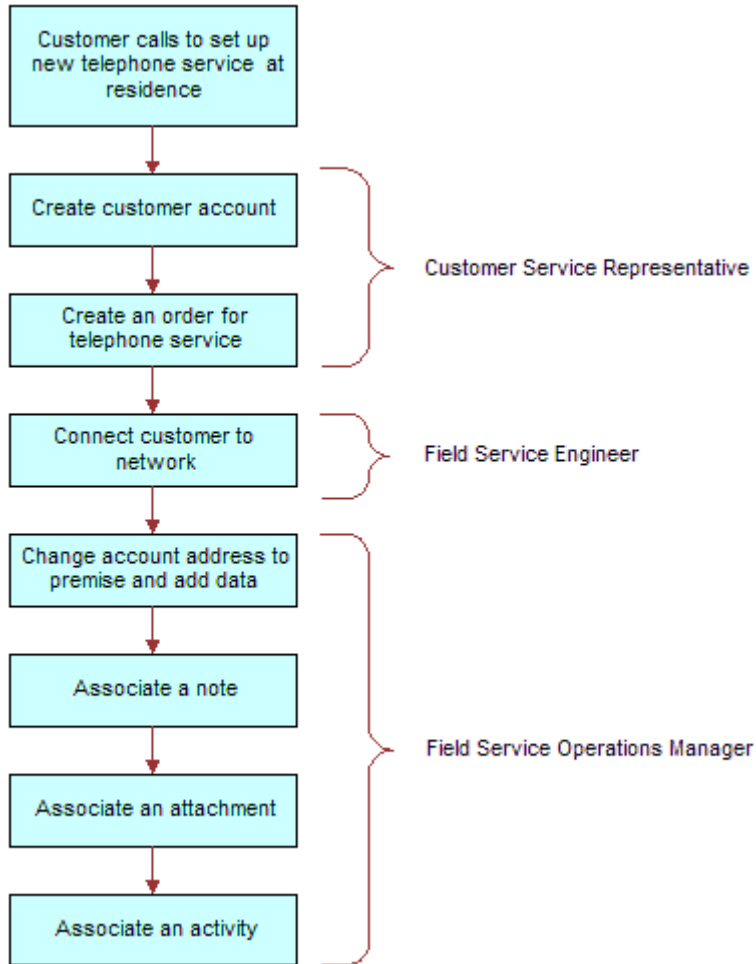 Customer calls to set up
new telephone service at
residence
Create customer account
Customer Service Representative
Create an order for
telephone service
Connect customer to
network
Field Service Engineer
Change account address to
premise and add data
Associate a note
Field Service Operations Manager
Associate an attachment
Associate an activity